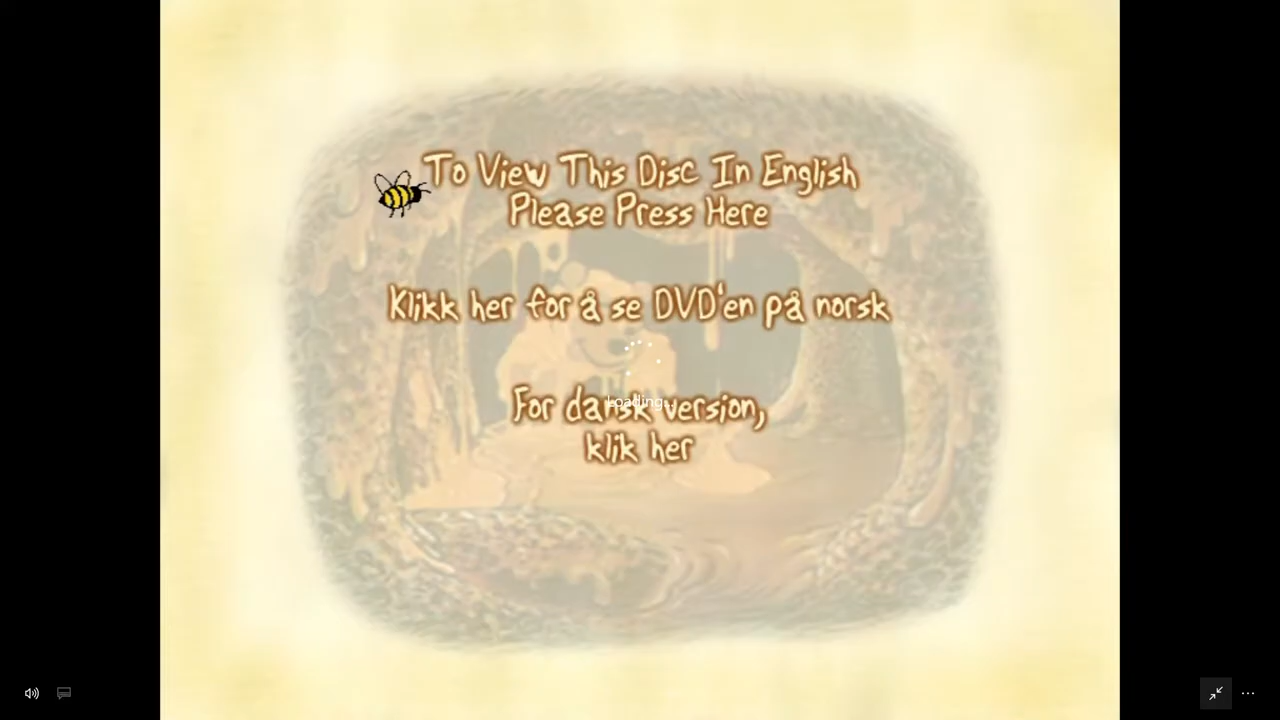 To View This Disc In English
Please Press Here
Klikk her for å se DVD'en på norsk
Loading...
For dansk version,
klik her